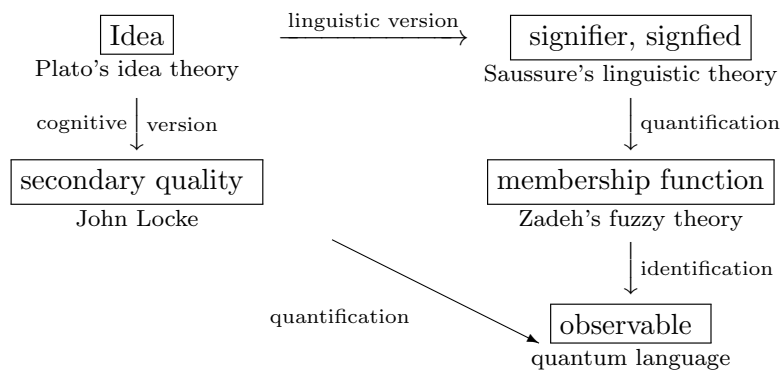 linguistic version
Idea
signifier, signfied
Plato's idea theory
Saussure's linguistic theory
cognitive version
quantification
secondary quality
membership function
John Locke
Zadeh's fuzzy theory
identification
quantification
observable
quantum language